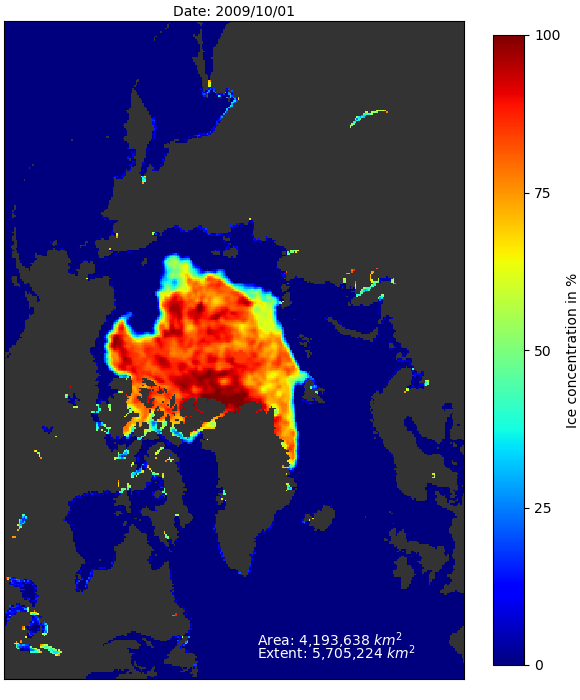 Date: 2009/10/01
100
75
50
25
0
Ice concentration in %
Area: 4,193,638 km²
Extent: 5,705,224 km²